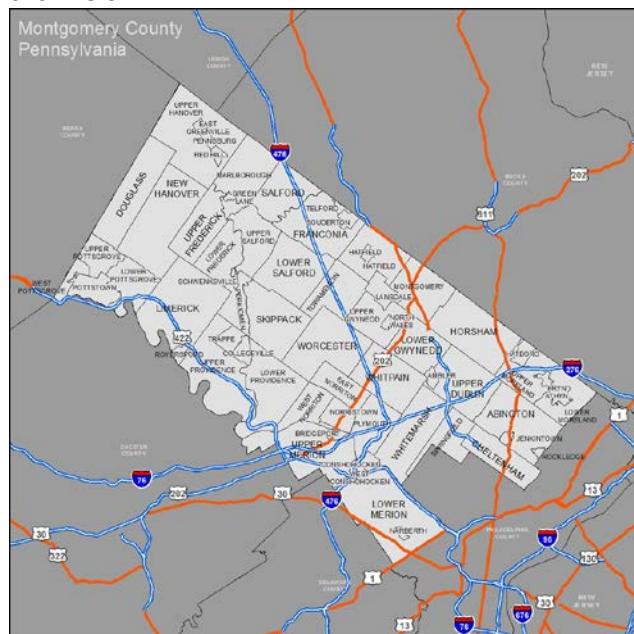 Montgomery County
Pennsylvania
LEHIGH
COUNTY
NEW
JERSEY
BERKS
COUNTY
UPPER
HANOVER
EAST
GREENVILLE
PENNSBURG
RED HILL
476
202
BUCKS
COUNTY
MARLBOROUGH
DOUGLASS
NEW
HANOVER
GREEN
LANE
SALFORD
611
TELFORD
SOUDERTON
UPPER
FREDERICK
FRANCONIA
UPPER
SALFORD
LOWER
FREDERICK
HATFIELD
HATFIELD
UPPER
POTTSGROVE
LOWER
SALFORD
LOWER
POTTSGROVE
TOWAMENCIN
MONTGOMERY
WEST
POTTSGROVE
POTTSTOWN
SCHWENKSVILLE
LANSDALE
PERKIOMEN
LIMERICK
UPPER
GWYNEDD
NORTH
WALES
SKIPPACK
HORSHAM
422
TRAPPE
WORCESTER
LOWER
GWYNEDD
HATBORO
ROYERSFORD
COLLEGEVILLE
202
276
UPPER
PROVIDENCE
LOWER
PROVIDENCE
WHITPAIN
AMBLER
UPPER
MORELAND
EAST
NORRITON
UPPER
DUBLIN
BRYN
ATHYN
WEST
NORRITON
NORRISTOWN
ABINGTON
LOWER
MORELAND
1
PLYMOUTH
WHITEMARSH
BRIDGEPORT
SPRINGFIELD
JENKINTOWN
UPPER
MERION
CHESTER
COUNTY
ROCKLEDGE
CONSHOHOCKEN
CHELTENHAM
WEST
CONSHOHOCKEN
76
202
30
476
13
LOWER
MERION
30
NARBERTH
PHILADELPHIA
COUNTY
95
322
130
DELAWARE
COUNTY
1
NEW
JERSEY
13
76
676
30